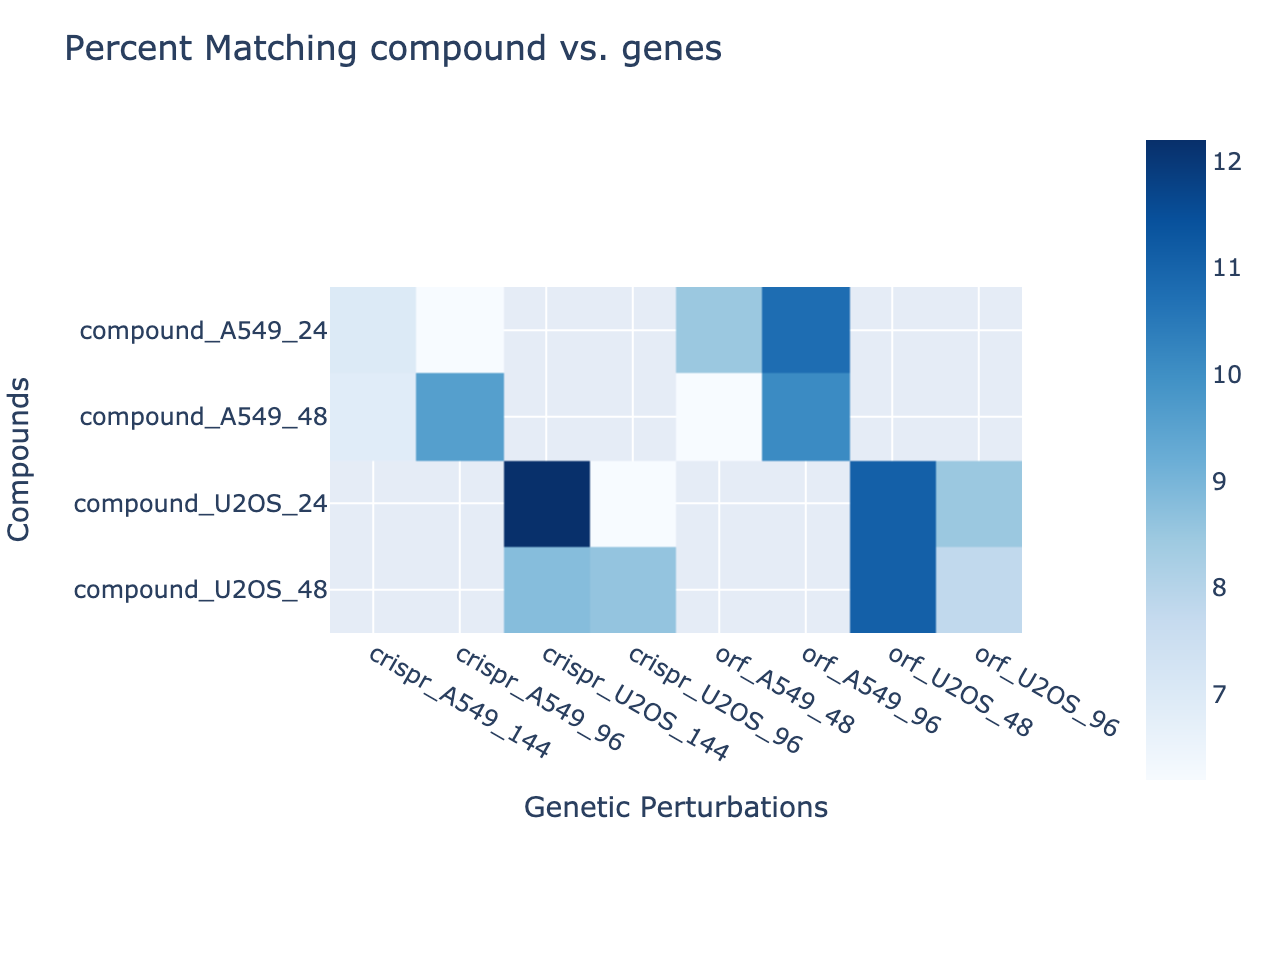 Percent Matching compound vs. genes
12
11
10
9
8
7
Compounds
compound_A549_24
compound_A549_48
compound_U2OS_24
compound_U2OS_48
crispr_A549_144
crispr_A549_96
crispr_U2OS_144
crispr_U2OS_96
orf_A549_48
orf_A549_96
orf_U2OS_48
orf_U2OS_96
Genetic Perturbations